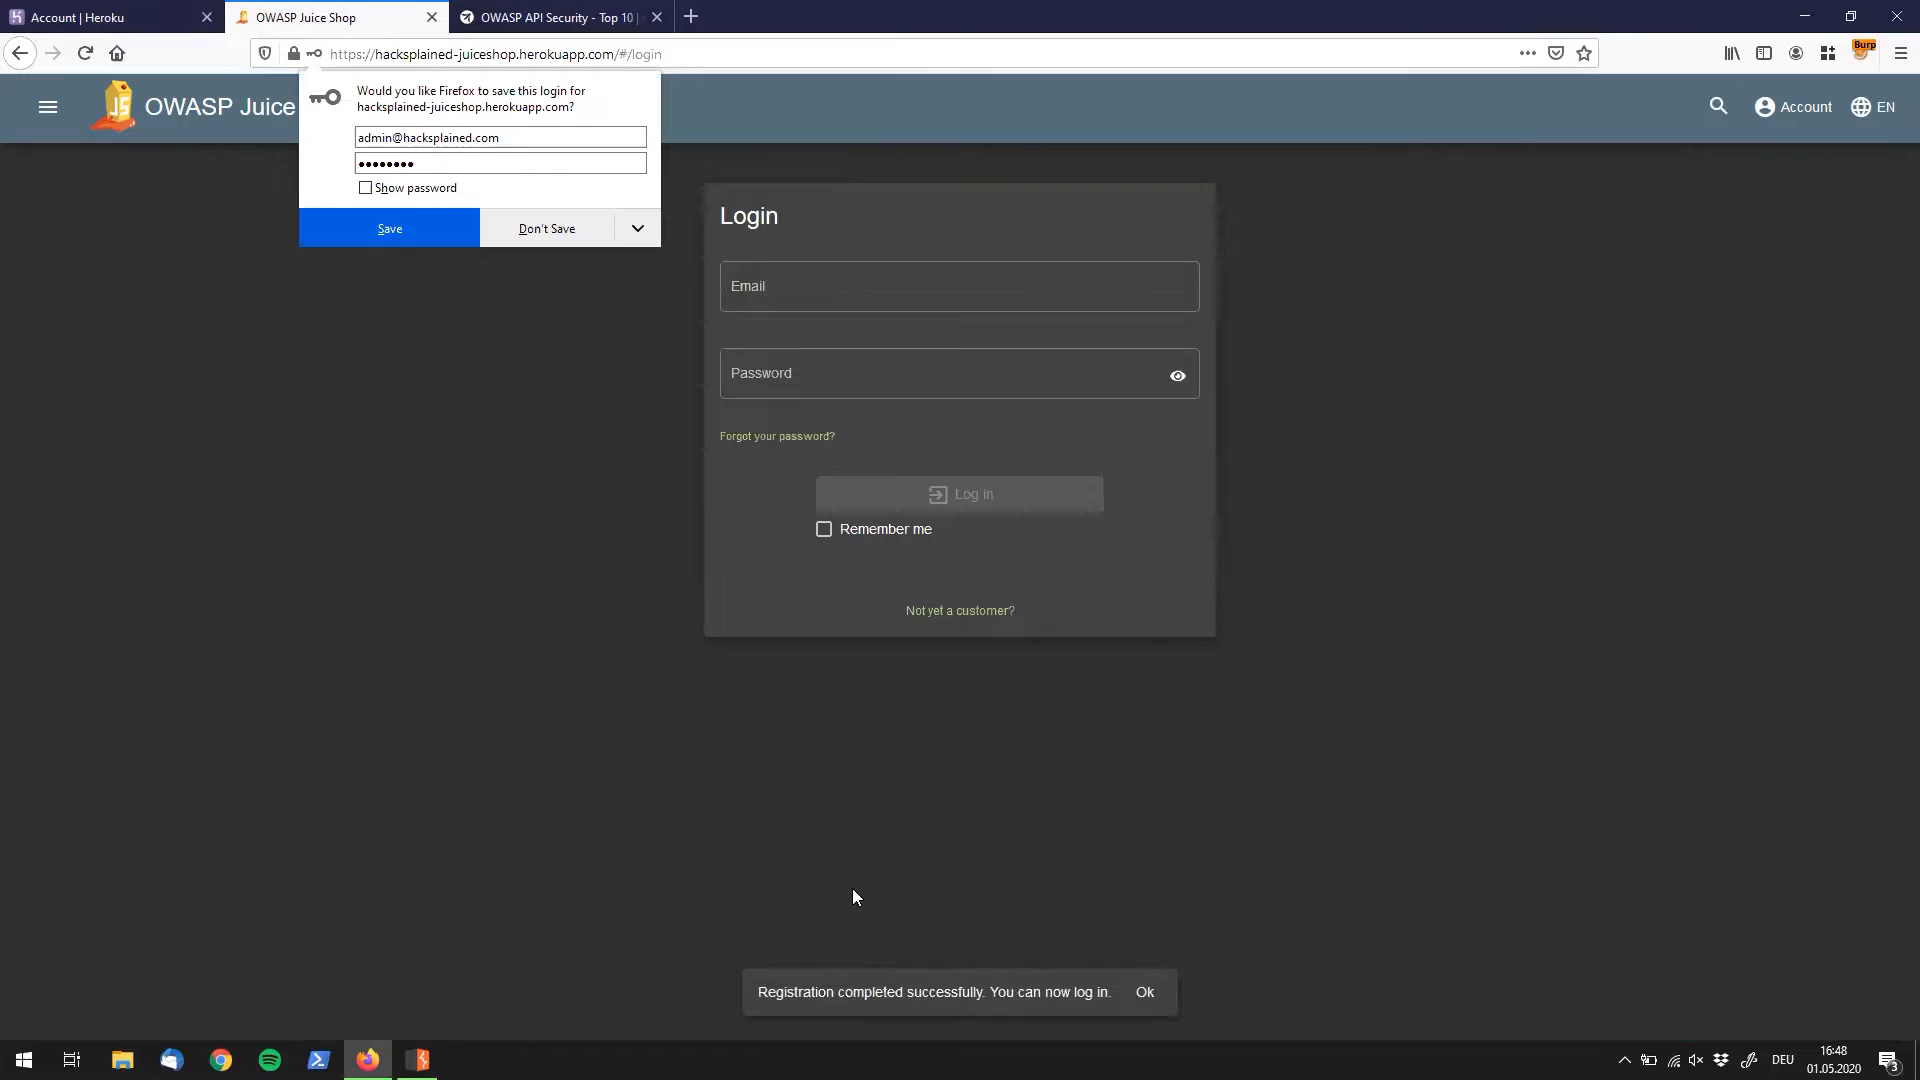 Account | Heroku
OWASP Juice Shop
OWASP API Security - Top 10 |
https://hacksplained-juiceshop.herokuapp.com/#/login
Burp
Would you like Firefox to save this login for
hacksplained-juiceshop.herokuapp.com?
admin@hacksplained.com
●●●●●●●●
Show password
Save
Don't Save
JS
OWASP Juice
Account
EN
Login
Email
Password
Forgot your password?
Log in
Remember me
Not yet a customer?
Registration completed successfully. You can now log in.
Ok
DEU
16:48
01.05.2020
3